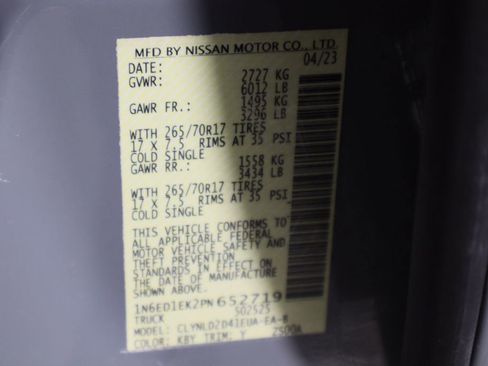 MFD BY NISSAN MOTOR CO., LTD.
DATE: 04/23
GVWR: 2727 KG
6012 LB
GAWR FR.: 1495 KG
3296 LB
WITH 265/70R17 TIRES
17 X 7.5 RIMS AT 35 PSI
COLD SINGLE
GAWR RR.: 1558 KG
3434 LB
WITH 265/70R17 TIRES
17 X 7.5 RIMS AT 35 PSI
COLD SINGLE
THIS VEHICLE CONFORMS TO
ALL APPLICABLE FEDERAL
MOTOR VEHICLE SAFETY AND
THEFT PREVENTION
STANDARDS IN EFFECT ON
THE DATE OF MANUFACTURE
SHOWN ABOVE.
1N6ED1EK2PN652719
TRUCK 502525
MODEL: CLYNLD2D41EUA-EA-B
COLOR: KBY TRIM: Y ZS00A